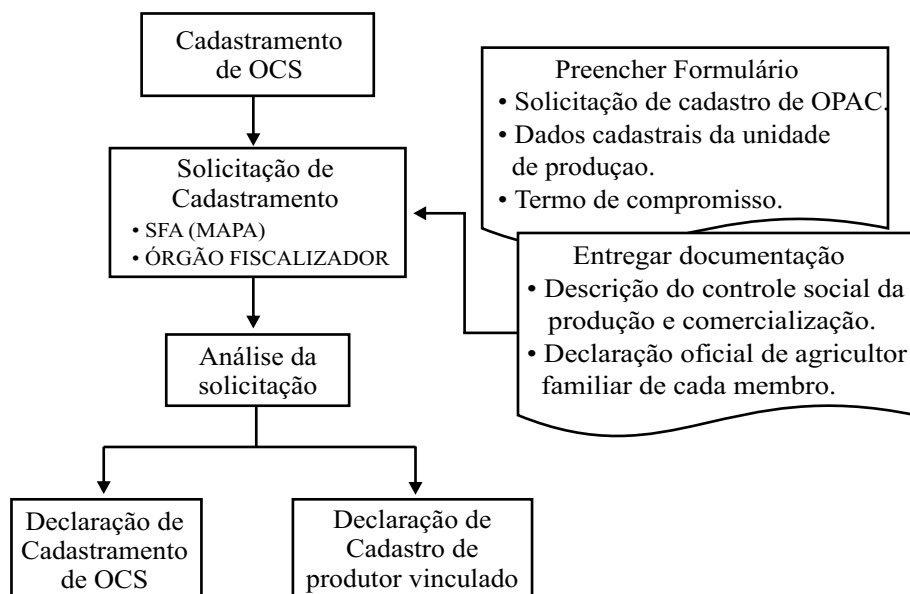 Cadastramento
de OCS
Preencher Formulário
• Solicitação de cadastro de OPAC.
• Dados cadastrais da unidade
de produçao.
• Termo de compromisso.
Solicitação de
Cadastramento
• SFA (MAPA)
• ÓRGÃO FISCALIZADOR
Entregar documentação
• Descrição do controle social da
produção e comercialização.
• Declaração oficial de agricultor
familiar de cada membro.
Análise da
solicitação
Declaração de
Cadastramento
de OCS
Declaração de
Cadastro de
produtor vinculado